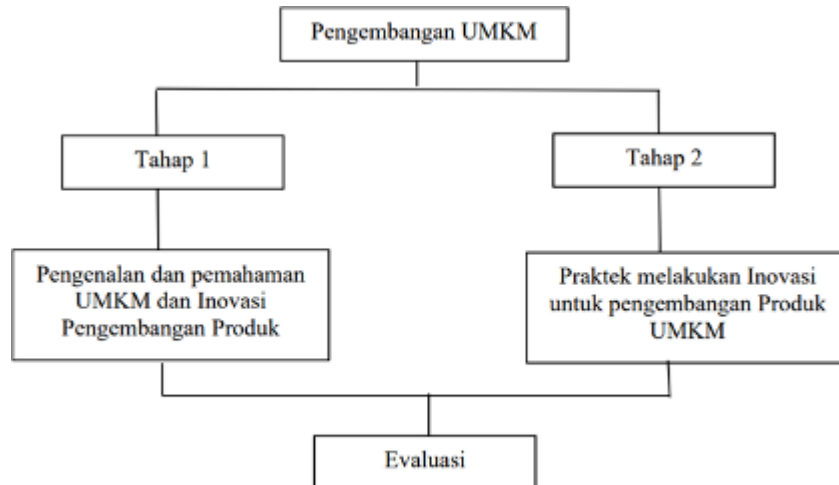 Pengembangan UMKM
Tahap 1
Tahap 2
Pengenalan dan pemahaman
UMKM dan Inovasi
Pengembangan Produk
Praktek melakukan Inovasi
untuk pengembangan Produk
UMKM
Evaluasi